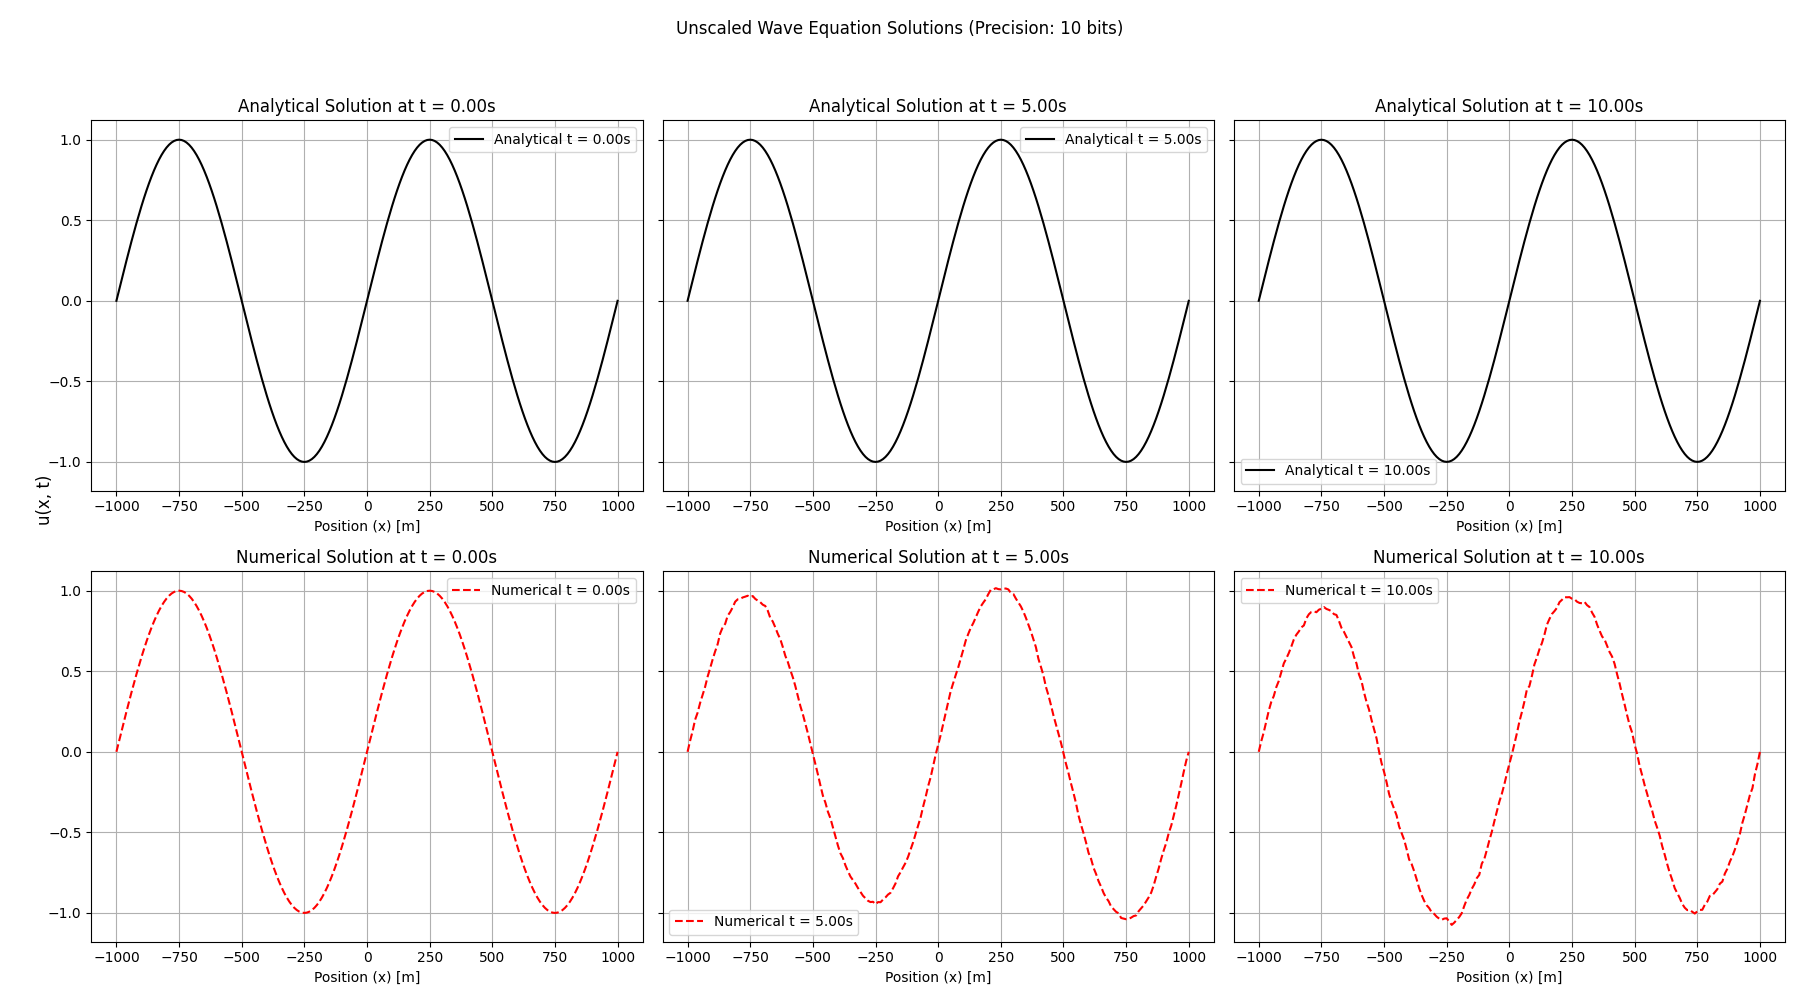 Unscaled Wave Equation Solutions (Precision: 10 bits)
Analytical Solution at t = 0.00s
Analytical Solution at t = 5.00s
Analytical Solution at t = 10.00s
Analytical t = 0.00s
Analytical t = 5.00s
Analytical t = 10.00s
1.0
0.5
0.0
−0.5
−1.0
−1000 −750 −500 −250 0 250 500 750 1000
−1000 −750 −500 −250 0 250 500 750 1000
−1000 −750 −500 −250 0 250 500 750 1000
Position (x) [m]
Position (x) [m]
Position (x) [m]
u(x, t)
Numerical Solution at t = 0.00s
Numerical Solution at t = 5.00s
Numerical Solution at t = 10.00s
Numerical t = 0.00s
Numerical t = 5.00s
Numerical t = 10.00s
1.0
0.5
0.0
−0.5
−1.0
−1000 −750 −500 −250 0 250 500 750 1000
−1000 −750 −500 −250 0 250 500 750 1000
−1000 −750 −500 −250 0 250 500 750 1000
Position (x) [m]
Position (x) [m]
Position (x) [m]